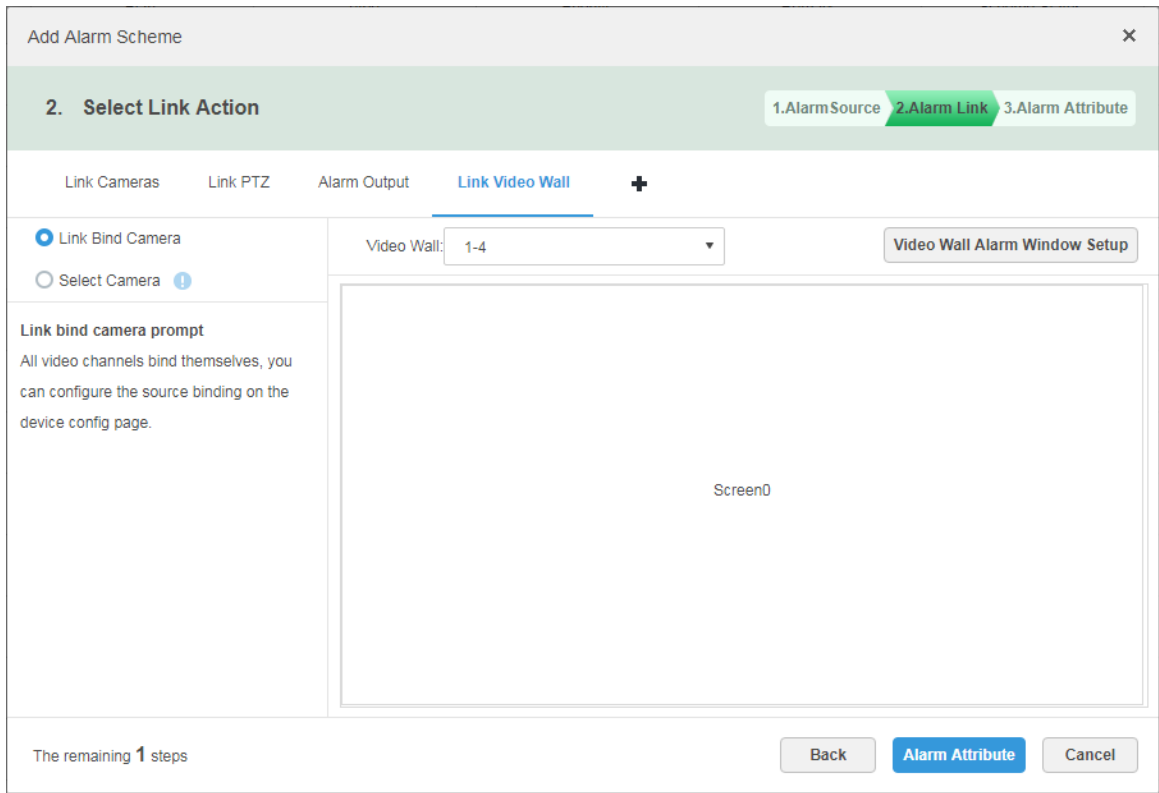 Add Alarm Scheme
2. Select Link Action
1.AlarmSource 2.Alarm Link 3.Alarm Attribute
Link Cameras Link PTZ Alarm Output Link Video Wall
Link Bind Camera
Select Camera
Video Wall: 1-4 Video Wall Alarm Window Setup
Link bind camera prompt
All video channels bind themselves, you
can configure the source binding on the
device config page.
Screen0
The remaining 1 steps
Back Alarm Attribute Cancel